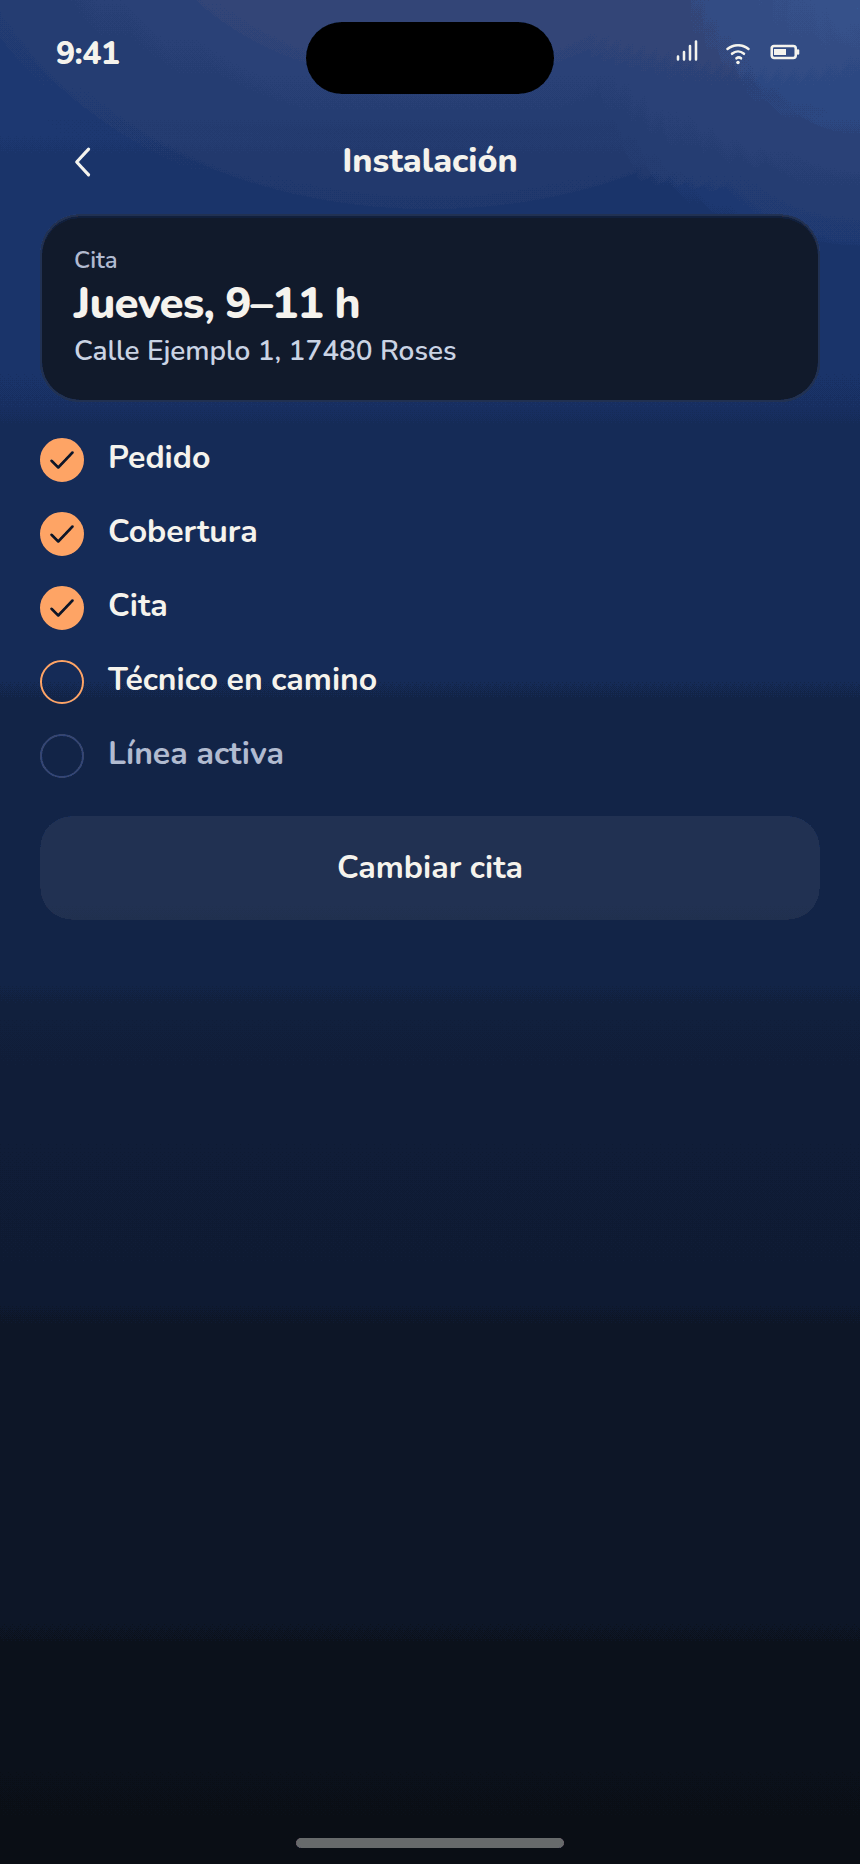 9:41
Instalación
Cita
Jueves, 9–11 h
Calle Ejemplo 1, 17480 Roses
Pedido
Cobertura
Cita
Técnico en camino
Línea activa
Cambiar cita